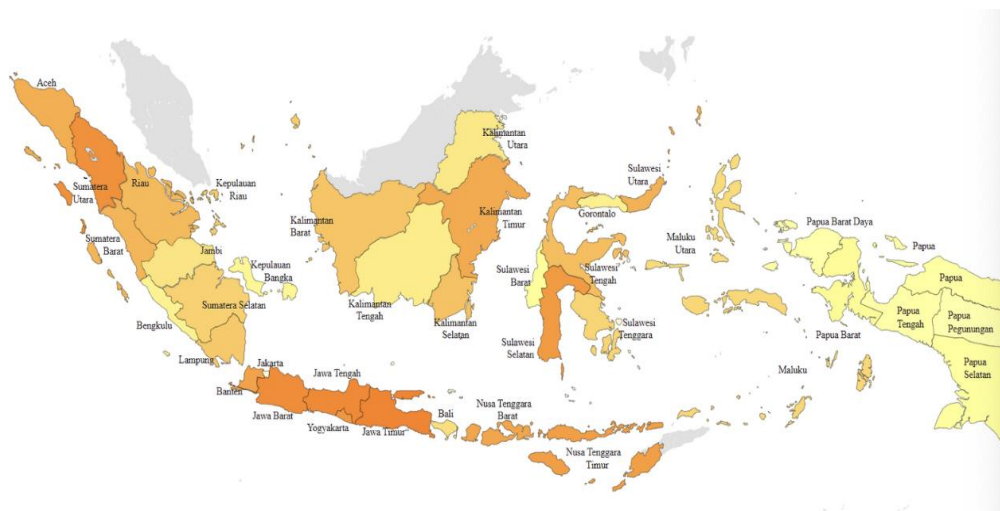 Aceh
Sumatera
Utara
Riau
Kepulauan
Riau
Sumatera
Barat
Jambi
Kepulauan
Bangka
Sumatera Selatan
Bengkulu
Lampung
Jakarta
Banten
Jawa Barat
Jawa Tengah
Yogyakarta
Jawa Timur
Bali
Nusa Tenggara
Barat
Nusa Tenggara
Timur
Kalimantan
Barat
Kalimantan
Tengah
Kalimantan
Selatan
Kalimantan
Timur
Kalimantan
Utara
Sulawesi
Utara
Gorontalo
Sulawesi
Tengah
Sulawesi
Barat
Sulawesi
Selatan
Sulawesi
Tenggara
Maluku
Utara
Maluku
Papua Barat Daya
Papua Barat
Papua
Papua
Papua
Tengah
Papua
Pegunungan
Papua
Selatan